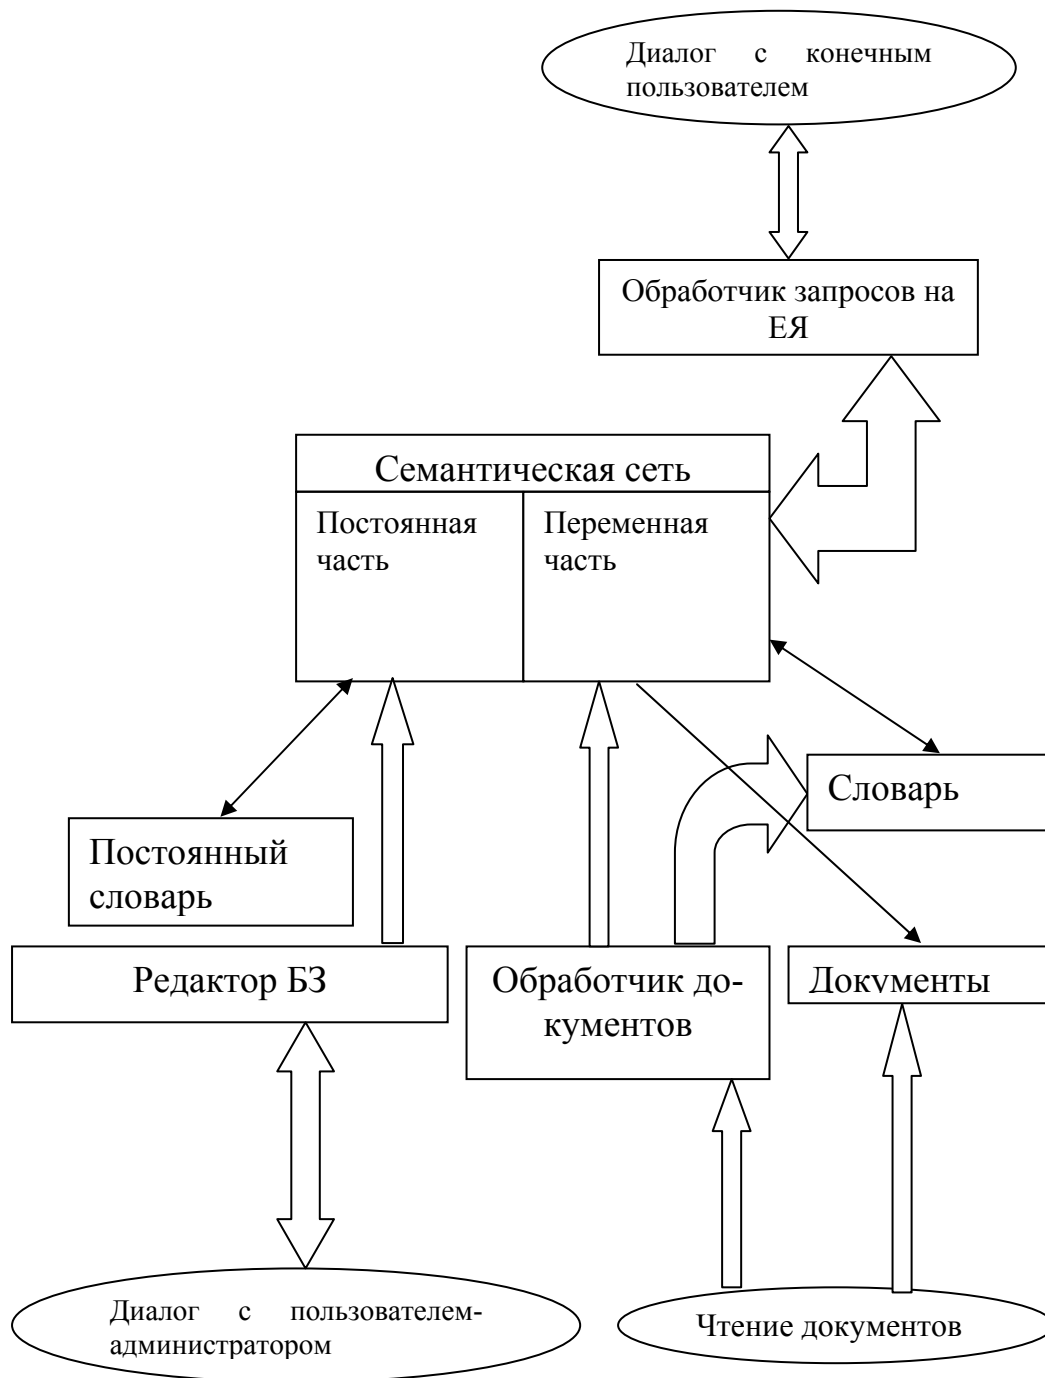 Диалог с конечным
пользователем
Обработчик запросов на
ЕЯ
Семантическая сеть
Постоянная
часть
Переменная
часть
Словарь
Постоянный
словарь
Редактор БЗ
Обработчик до-
кументов
Документы
Диалог с пользователем-
администратором
Чтение документов